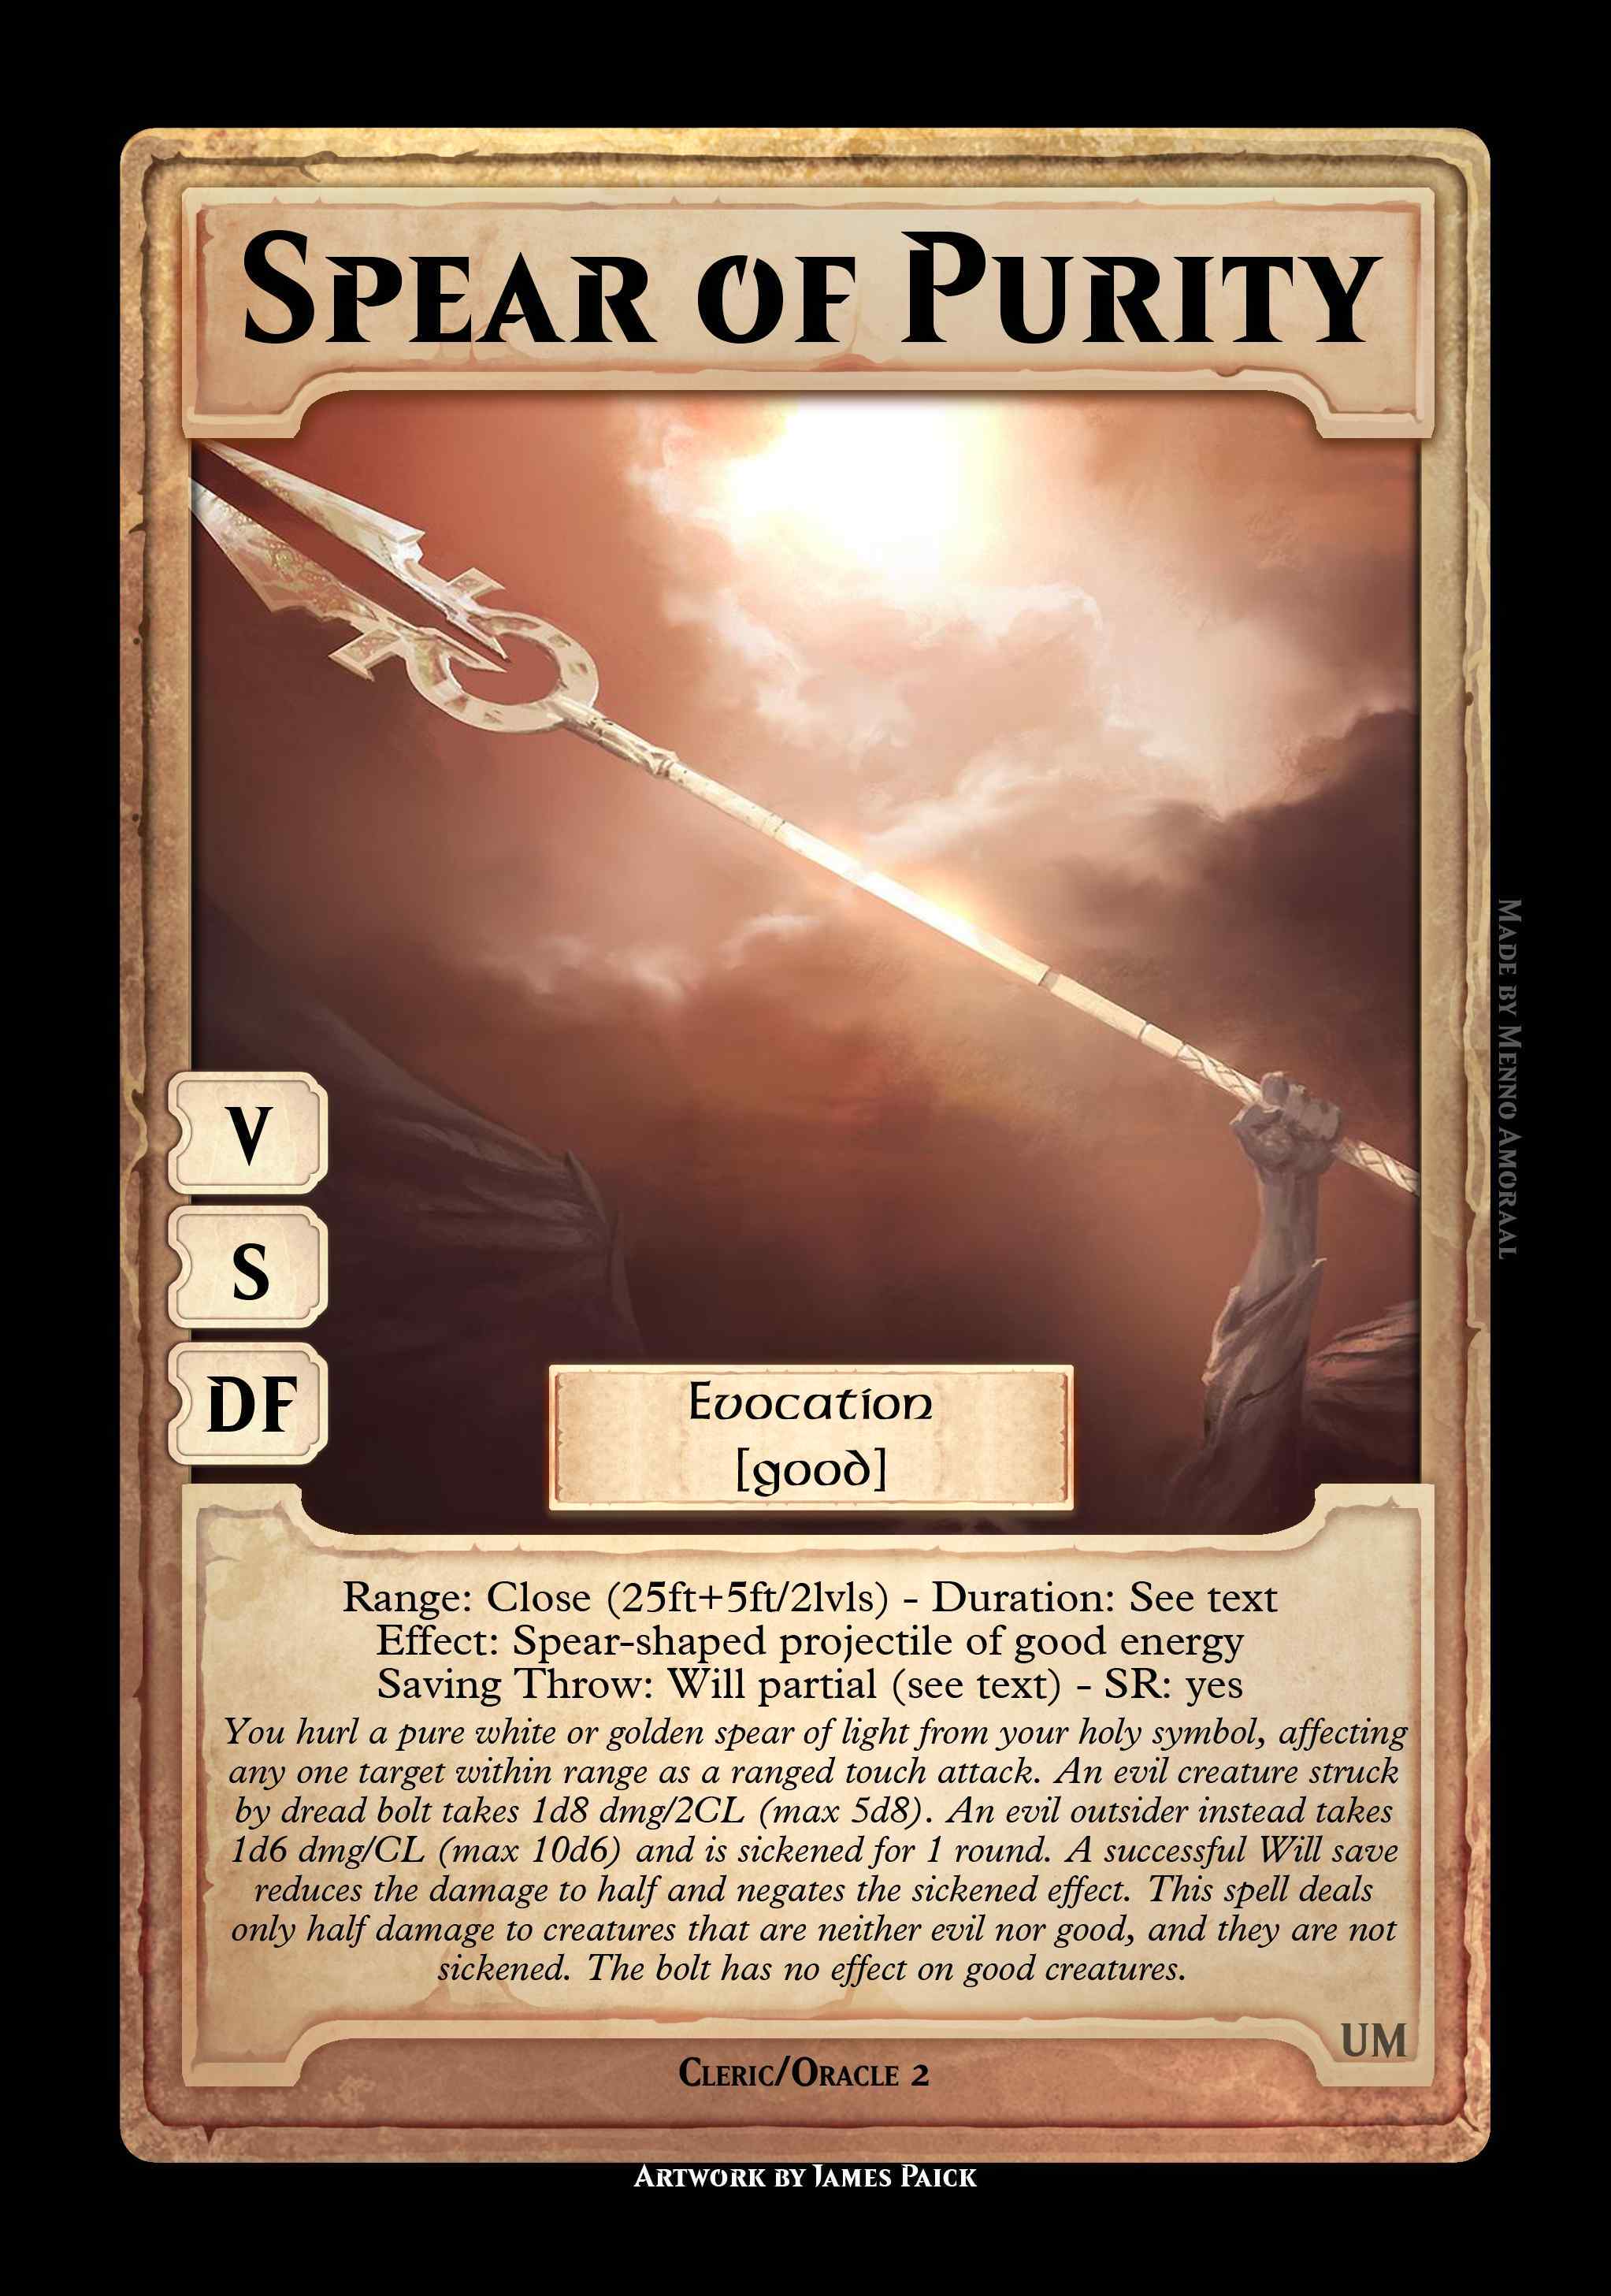 Spear of Purity
V
S
DF
Evocation
[good]
Range: Close (25ft+5ft/2lvls) - Duration: See text
Effect: Spear-shaped projectile of good energy
Saving Throw: Will partial (see text) - SR: yes
You hurl a pure white or golden spear of light from your holy symbol, affecting
any one target within range as a ranged touch attack. An evil creature struck
by dread bolt takes 1d8 dmg/2CL (max 5d8). An evil outsider instead takes
1d6 dmg/CL (max 10d6) and is sickened for 1 round. A successful Will save
reduces the damage to half and negates the sickened effect. This spell deals
only half damage to creatures that are neither evil nor good, and they are not
sickened. The bolt has no effect on good creatures.
UM
Cleric/Oracle 2
Artwork by James Paick
Made by Menno Amoraal